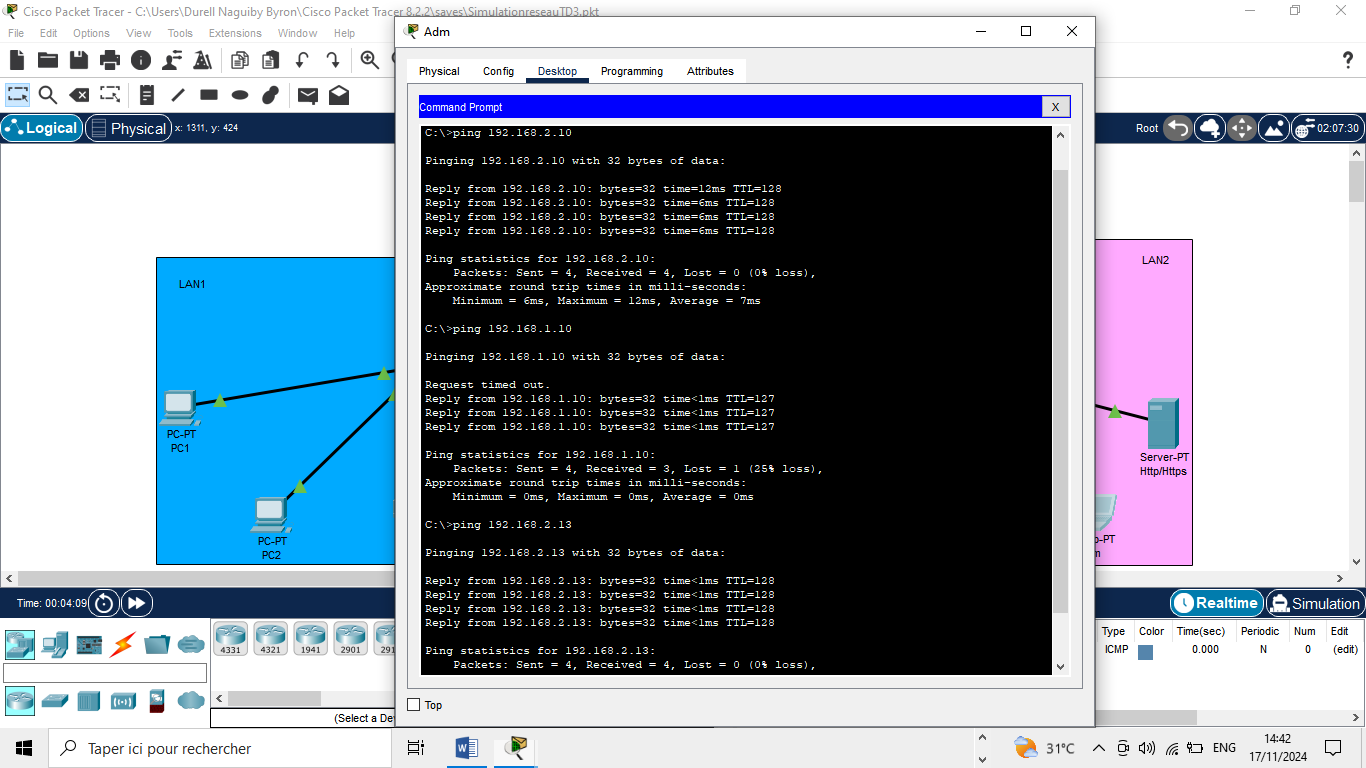 Cisco Packet Tracer - C:\Users\Durell Naguiby Byron\Cisco Packet Tracer 8.2.2\saves\SimulationreseauTD3.pkt
File Edit Options View Tools Extensions Window Help
Adm
Physical Config Desktop Programming Attributes
Command Prompt
X
Logical Physical x: 1311, y: 424
Root 02:07:30
C:\>ping 192.168.2.10
Pinging 192.168.2.10 with 32 bytes of data:
Reply from 192.168.2.10: bytes=32 time=12ms TTL=128
Reply from 192.168.2.10: bytes=32 time=6ms TTL=128
Reply from 192.168.2.10: bytes=32 time=6ms TTL=128
Reply from 192.168.2.10: bytes=32 time=6ms TTL=128
Ping statistics for 192.168.2.10:
Packets: Sent = 4, Received = 4, Lost = 0 (0% loss),
Approximate round trip times in milli-seconds:
Minimum = 6ms, Maximum = 12ms, Average = 7ms
C:\>ping 192.168.1.10
Pinging 192.168.1.10 with 32 bytes of data:
Request timed out.
Reply from 192.168.1.10: bytes=32 time<1ms TTL=127
Reply from 192.168.1.10: bytes=32 time<1ms TTL=127
Reply from 192.168.1.10: bytes=32 time<1ms TTL=127
Ping statistics for 192.168.1.10:
Packets: Sent = 4, Received = 3, Lost = 1 (25% loss),
Approximate round trip times in milli-seconds:
Minimum = 0ms, Maximum = 0ms, Average = 0ms
C:\>ping 192.168.2.13
Pinging 192.168.2.13 with 32 bytes of data:
Reply from 192.168.2.13: bytes=32 time<1ms TTL=128
Reply from 192.168.2.13: bytes=32 time<1ms TTL=128
Reply from 192.168.2.13: bytes=32 time<1ms TTL=128
Reply from 192.168.2.13: bytes=32 time<1ms TTL=128
Ping statistics for 192.168.2.13:
Packets: Sent = 4, Received = 4, Lost = 0 (0% loss),
Top
LAN1
PC-PT
PC1
PC-PT
PC2
LAN2
Server-PT
Http/Https
p-PT
m
Time: 00:04:09
Realtime Simulation
4331 4321 1941 2901 291
(Select a Dev
Type Color Time(sec) Periodic Num Edit
ICMP 0.000 N 0 (edit)
Taper ici pour rechercher
31°C ENG
14:42
17/11/2024